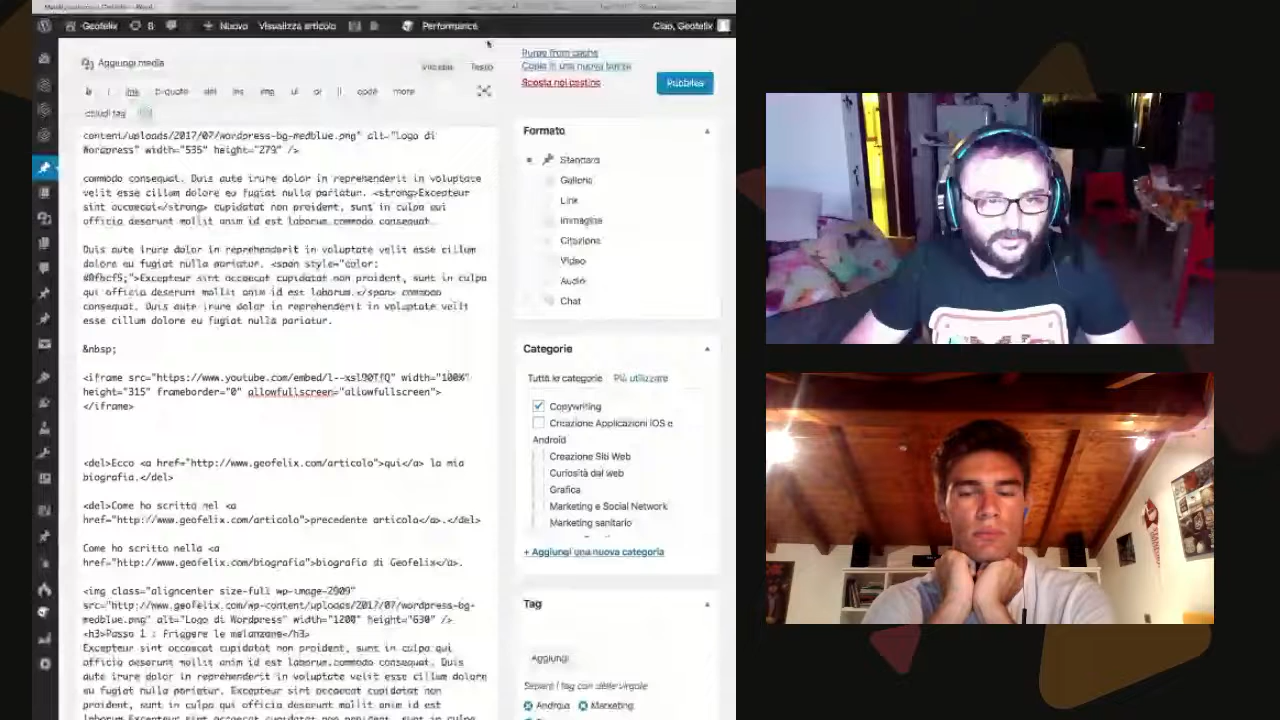 Geofelix
8
Nuovo
Visualizza articolo
Performance
Ciao, Geofelix
Aggiungi media
Visuale
Testo
b
i
link
b-quote
del
ins
img
ul
ol
li
code
more
chiudi tag
content/uploads/2017/07/wordpress-bg-medblue.png" alt="Logo di
Wordpress" width="535" height="279" />
commodo consequat. Duis aute irure dolor in reprehenderit in voluptate
velit esse cillum dolore eu fugiat nulla pariatur. <strong>Excepteur
sint occaecat</strong> cupidatat non proident, sunt in culpa qui
officia deserunt mollit anim id est laborum.commodo consequat.
Duis aute irure dolor in reprehenderit in voluptate velit esse cillum
dolore eu fugiat nulla pariatur. <span style="color:
#0fbcf5;">Excepteur sint occaecat cupidatat non proident, sunt in culpa
qui officia deserunt mollit anim id est laborum.</span> commodo
consequat. Duis aute irure dolor in reprehenderit in voluptate velit
esse cillum dolore eu fugiat nulla pariatur.
&nbsp;
<iframe src="https://www.youtube.com/embed/l--xsl90TfQ" width="100%"
height="315" frameborder="0" allowfullscreen="allowfullscreen">
</iframe>
<del>Ecco <a href="http://www.geofelix.com/articolo">qui</a> la mia
biografia.</del>
<del>Come ho scritto nel <a
href="http://www.geofelix.com/articolo">precedente articolo</a>.</del>
Come ho scritto nella <a
href="http://www.geofelix.com/biografia">biografia di Geofelix</a>.
<img class="aligncenter size-full wp-image-2909"
src="http://www.geofelix.com/wp-content/uploads/2017/07/wordpress-bg-
medblue.png" alt="Logo di Wordpress" width="1200" height="630" />
<h3>Passo 1 : Friggere le melanzane</h3>
Excepteur sint occaecat cupidatat non proident, sunt in culpa qui
officia deserunt mollit anim id est laborum.commodo consequat. Duis
aute irure dolor in reprehenderit in voluptate velit esse cillum dolore
eu fugiat nulla pariatur. Excepteur sint occaecat cupidatat non
proident, sunt in culpa qui officia deserunt mollit anim id est
laborum.Excepteur sint occaecat cupidatat non proident, sunt in culpa
Purge from cache
Copia in una nuova bozza
Sposta nel cestino
Pubblica
Formato
Standard
Galleria
Link
Immagine
Citazione
Video
Audio
Chat
Categorie
Tutte le categorie
Più utilizzate
Copywriting
Creazione Applicazioni iOS e
Android
Creazione Siti Web
Curiosità dal web
Grafica
Marketing e Social Network
Marketing sanitario
+ Aggiungi una nuova categoria
Tag
Aggiungi
Separa i tag con delle virgole
Android
Marketing